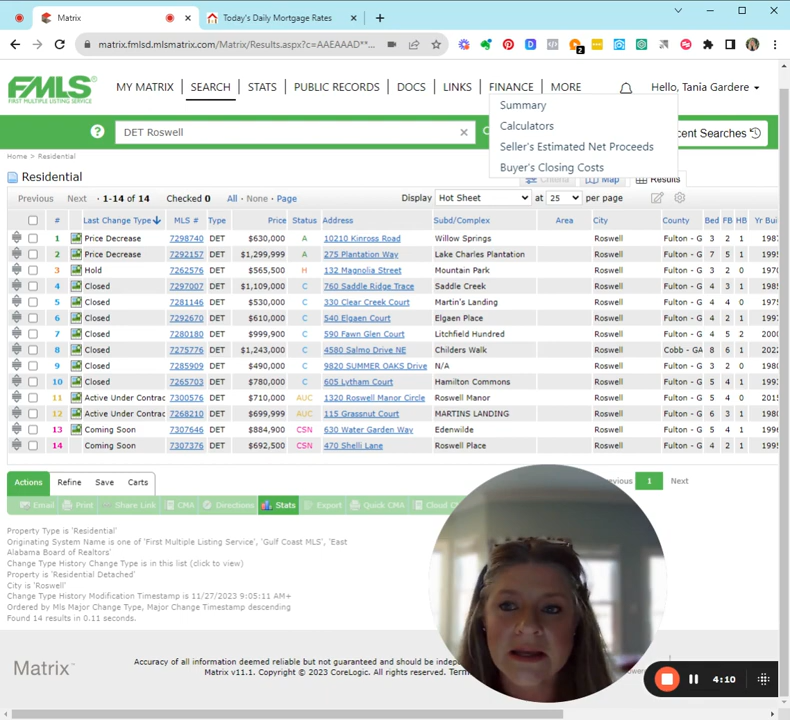 Matrix
Today's Daily Mortgage Rates
matrix.fmlsd.mlsmatrix.com/Matrix/Results.aspx?c=AAEAAAD**...
2
FMLS
FIRST MULTIPLE LISTING SERVICE
MY MATRIX SEARCH STATS PUBLIC RECORDS DOCS LINKS FINANCE MORE Hello, Tania Gardere
Summary
Calculators
Seller's Estimated Net Proceeds
Buyer's Closing Costs
? DET Roswell × cent Searches
Home > Residential
Residential Criteria Map Results
Previous Next · 1-14 of 14 Checked 0 All · None · Page Display Hot Sheet at 25 per page
# Last Change Type MLS # Type Price Status Address Subd/Complex Area City County Bed FB HB Yr Bui
1 Price Decrease 7298740 DET $630,000 A 10210 Kinross Road Willow Springs Roswell Fulton - G 3 2 1 1987
2 Price Decrease 7292157 DET $1,299,999 A 275 Plantation Way Lake Charles Plantation Roswell Fulton - G 7 5 1
3 Hold 7262576 DET $565,500 H 132 Magnolia Street Mountain Park Roswell Fulton - G 3 2 0 1970
4 Closed 7297007 DET $1,109,000 C 760 Saddle Ridge Trace Saddle Creek Roswell Fulton - G 4 3 1
5 Closed 7281146 DET $530,000 C 330 Clear Creek Court Martin's Landing Roswell Fulton - G 4 4 0
6 Closed 7292670 DET $610,000 C 540 Elgaen Court Elgaen Place Roswell Fulton - G 4 2 1
7 Closed 7280180 DET $999,900 C 590 Fawn Glen Court Litchfield Hundred Roswell Fulton - G 4 5 2
8 Closed 7275776 DET $1,243,000 C 4580 Salmo Drive NE Childers Walk Roswell Cobb - GA 8 6 1 2022
9 Closed 7285909 DET $490,000 C 9820 SUMMER OAKS Drive N/A Roswell Fulton - G 4 2 1
10 Closed 7265703 DET $780,000 C 605 Lytham Court Hamilton Commons Roswell Fulton - G 5 4 1
11 Active Under Contrac 7300576 DET $710,000 AUC 1320 Roswell Manor Circle Roswell Manor Roswell Fulton - G 5 4 0
12 Active Under Contrac 7268210 DET $699,999 AUC 115 Grassnut Court MARTINS LANDING Roswell Fulton - G 6 3 1
13 Coming Soon 7307646 DET $884,900 CSN 630 Water Garden Way Edenwilde Roswell Fulton - G 5 4 1
14 Coming Soon 7307376 DET $692,500 CSN 470 Shelli Lane Roswell Place Roswell Fulton - G 4 2 1
Actions Refine Save Carts 1 Next
Email Print Share Link CMA Directions Stats Export Quick CMA Cloud
Property Type is 'Residential'
Originating System Name is one of 'First Multiple Listing Service', 'Gulf Coast MLS', 'East
Alabama Board of Realtors'
Change Type History Change Type is in this list (click to view)
Property is 'Residential Detached'
City is 'Roswell'
Change Type History Modification Timestamp is 11/27/2023 9:05:11 AM+
Ordered by Mls Major Change Type, Major Change Timestamp descending
Found 14 results in 0.11 seconds.
Matrix
Accuracy of all information deemed reliable but not guaranteed and should be
Matrix v11.1. Copyright © 2023 CoreLogic. All rights reserved.
4:10